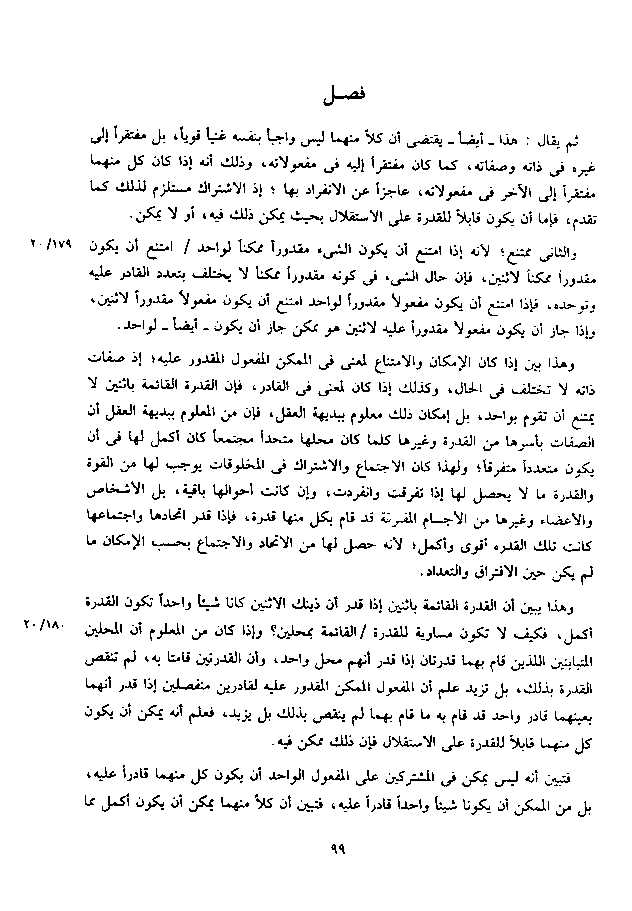 فصــل
ثم يقال : هذا ـ أيضاً ـ يقتضى أن كلاً منهما ليس واجباً بنفسه غنياً قوياً، بل مفتقراً إلى
غيره فى ذاته وصفاته، كما كان مفتقراً إليه فى مفعولاته، وذلك أنه إذا كان كل منهما
مفتقراً إلى الآخر فى مفعولاته، عاجزاً عن الانفراد بها ؛ إذ الاشتراك مستلزم لذلك كما
تقدم، فإما أن يكون قابلاً للقدرة على الاستقلال بحيث يمكن ذلك فيه، أو لا يمكن.
والثانى ممتنع؛ لأنه إذا امتنع أن يكون الشىء مقدوراً ممكناً لواحد / امتنع أن يكون
٢٠/١٧٩
مقدوراً ممكناً لاثنين، فإن حال الشىء فى كونه مقدوراً ممكناً لا يختلف بتعدد القادر عليه
وتوحده، فإذا امتنع أن يكون مفعولاً مقدوراً لواحد امتنع أن يكون مفعولاً مقدوراً لاثنين،
وإذا جاز أن يكون مفعولاً مقدوراً عليه لاثنين هو ممكن جاز أن يكون ـ أيضاً ـ لواحد.
وهذا بين إذا كان الإمكان والامتناع لمعنى فى الممكن المفعول المقدور عليه؛ إذ صفات
ذاته لا تختلف فى الحال، وكذلك إذا كان لمعنى فى القادر، فإن القدرة القائمة باثنين لا
يمتنع أن تقوم بواحد، بل إمكان ذلك معلوم ببديهة العقل، فإن من المعلوم ببديهة العقل أن
الصفات بأسرها من القدرة وغيرها كلما كان محلها متحداً مجتمعاً كان أكمل لها فى أن
يكون متعدداً متفرقاً؛ ولهذا كان الاجتماع والاشتراك فى المخلوقات يوجب لها من القوة
والقدرة ما لا يحصل لها إذا تفرقت وانفردت، وإن كانت أحوالها باقية، بل الأشخاص
والأعضاء وغيرها من الأجسام المفرقة قد قام بكل منها قدرة، فإذا قدر اتحادها واجتماعها
كانت تلك القدرة أقوى وأكمل؛ لأنه حصل لها من الاتحاد والاجتماع بحسب الإمكان ما
لم يكن حين الافتراق والتعداد.
وهذا يبين أن القدرة القائمة باثنين إذا قدر أن ذينك الاثنين كانا شيئاً واحداً تكون القدرة
أكمل، فكيف لا تكون مساوية للقدرة / القائمة بمحلين؟ وإذا كان من المعلوم أن المحلين
٢٠/١٨٠
المتباينين اللذين قام بهما قدرتان إذا قدر أنهم محل واحد، وأن القدرتين قامتا به، لم تنقص
القدرة بذلك، بل تزيد علم أن المفعول الممكن المقدور عليه لقادرين منفصلين إذا قدر أنهما
بعينهما قادر واحد قد قام به ما قام بهما لم ينقص بذلك بل يزيد، فعلم أنه يمكن أن يكون
كل منهما قابلاً للقدرة على الاستقلال فإن ذلك ممكن فيه.
فتبين أنه ليس يمكن فى المشتركين على المفعول الواحد أن يكون كل منهما قادراً عليه،
بل من الممكن أن يكونا شيئاً واحداً قادراً عليه، فتبين أن كلاً منهما يمكن أن يكون أكمل مما
٩٩